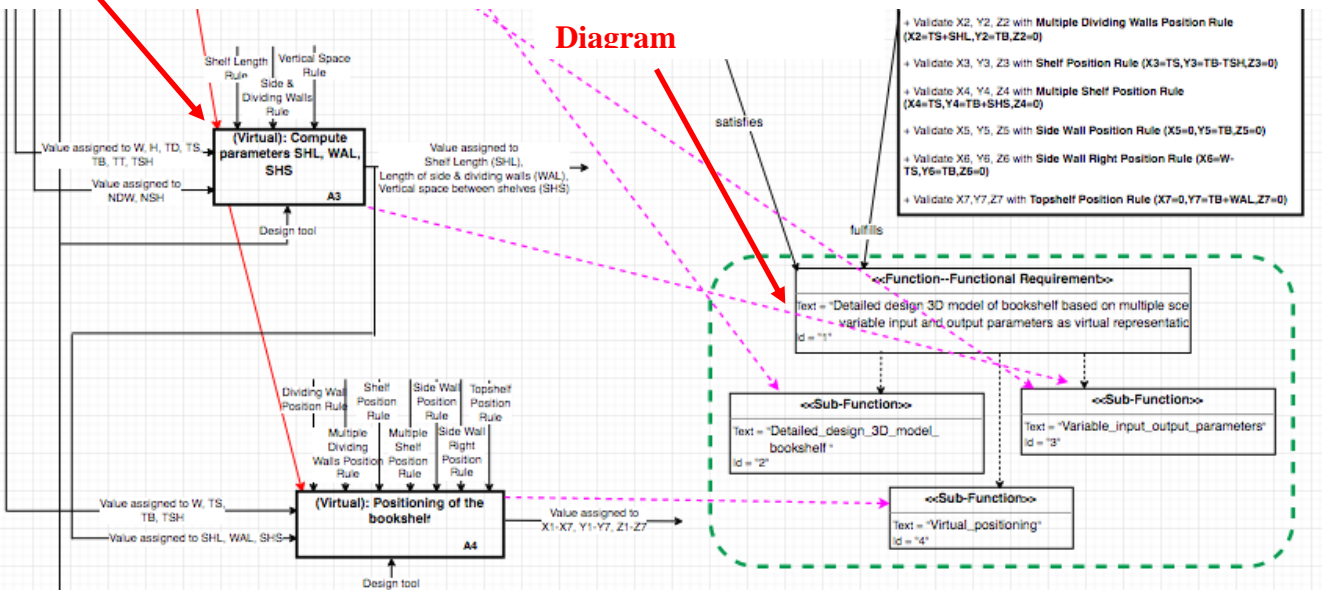 Diagram
+ Validate X2, Y2, Z2 with Multiple Dividing Walls Position Rule
(X2=TS+SHL,Y2=TB,Z2=0)
+ Validate X3, Y3, Z3 with Shelf Position Rule (X3=TS,Y3=TB-TSH,Z3=0)
+ Validate X4, Y4, Z4 with Multiple Shelf Position Rule
(X4=TS,Y4=TB+SHS,Z4=0)
+ Validate X5, Y5, Z5 with Side Wall Position Rule (X5=0,Y5=TB,Z5=0)
+ Validate X6, Y6, Z6 with Side Wall Right Position Rule (X6=W-
TS,Y6=TB,Z6=0)
+ Validate X7,Y7,Z7 with Topshelf Position Rule (X7=0,Y7=TB+WAL,Z7=0)
Shelf Length
Rule
Side &
Dividing Walls
Rule
Vertical Space
Rule
(Virtual): Compute
parameters SHL, WAL,
SHS
A3
Value assigned to W, H, TD, TS,
TB, TT, TSH
Value assigned to
NDW, NSH
Design tool
Value assigned to
Shelf Length (SHL),
Length of side & dividing walls (WAL),
Vertical space between shelves (SHS)
satisfies
fulfills
<<Function--Functional Requirement>>
Text = "Detailed design 3D model of bookshelf based on multiple sce
variable input and output parameters as virtual representatic
Id = "1"
<<Sub-Function>>
Text = "Detailed_design_3D_model_
bookshelf "
Id = "2"
<<Sub-Function>>
Text = "Variable_input_output_parameters"
Id = "3"
<<Sub-Function>>
Text = "Virtual_positioning"
Id = "4"
Dividing Wall
Position Rule
Multiple
Dividing
Walls Position
Rule
Shelf
Position
Rule
Multiple
Shelf
Position
Rule
Side Wall
Position
Rule
Side Wall
Right
Position
Rule
Topshelf
Position
Rule
(Virtual): Positioning of the
bookshelf
A4
Value assigned to W, TS,
TB, TSH
Value assigned to SHL, WAL, SHS
Value assigned to
X1-X7, Y1-Y7, Z1-Z7
Design tool